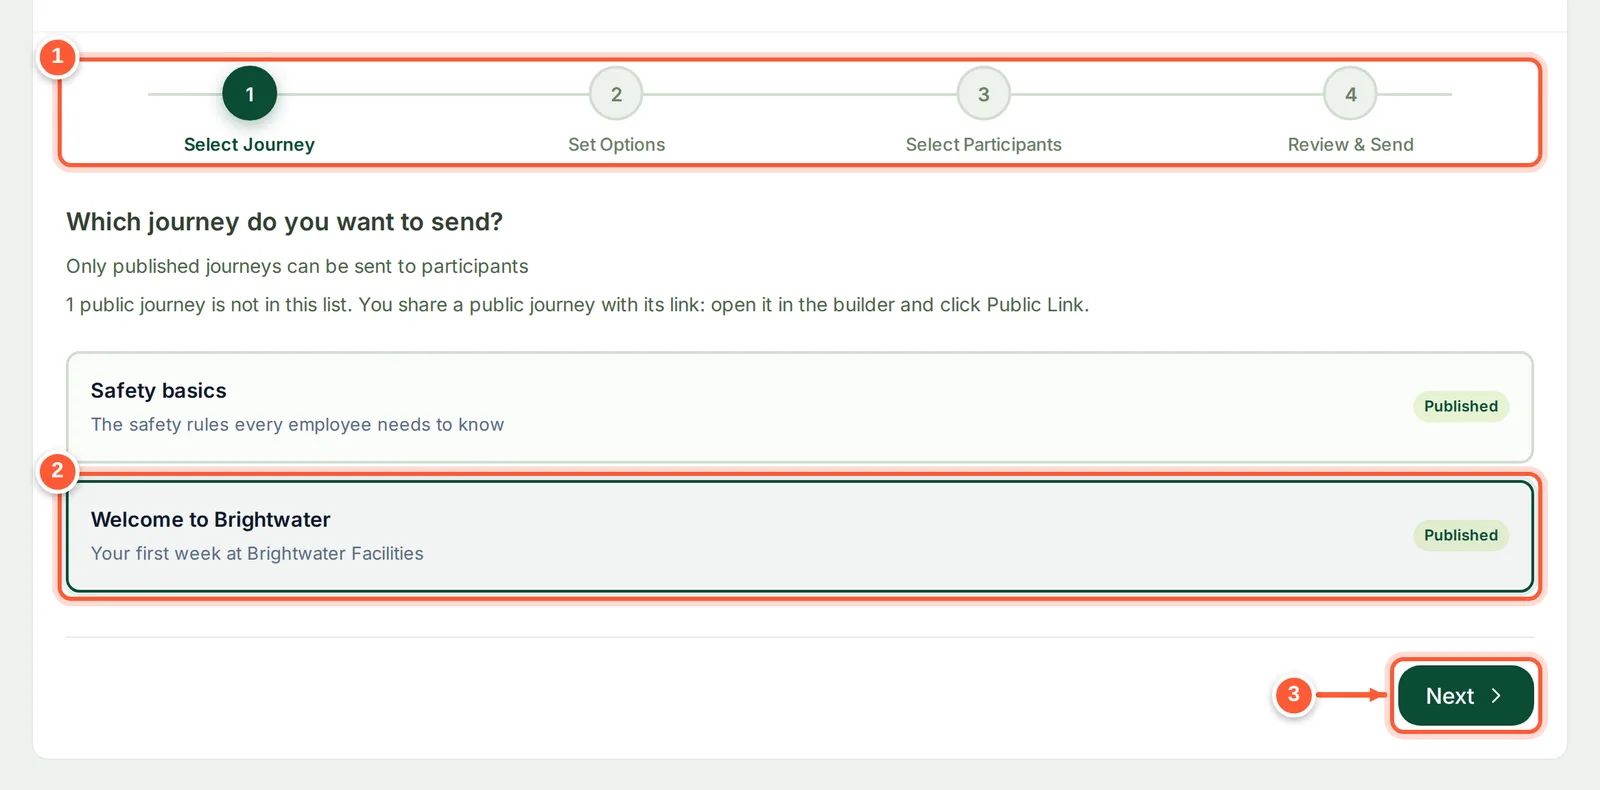 1
1
2
3
4
Select Journey
Set Options
Select Participants
Review & Send
Which journey do you want to send?
Only published journeys can be sent to participants
1 public journey is not in this list. You share a public journey with its link: open it in the builder and click Public Link.
Safety basics
The safety rules every employee needs to know
Published
2
Welcome to Brightwater
Your first week at Brightwater Facilities
Published
3
Next